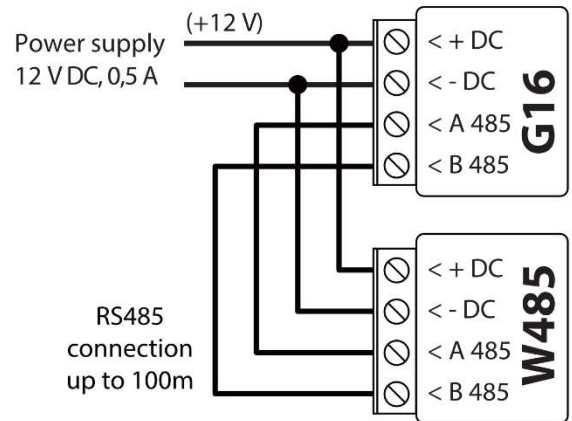 (+12 V)
Power supply
12 V DC, 0,5 A
< + DC
< - DC
< A 485
< B 485
G16
< + DC
< - DC
< A 485
< B 485
W485
RS485
connection
up to 100m